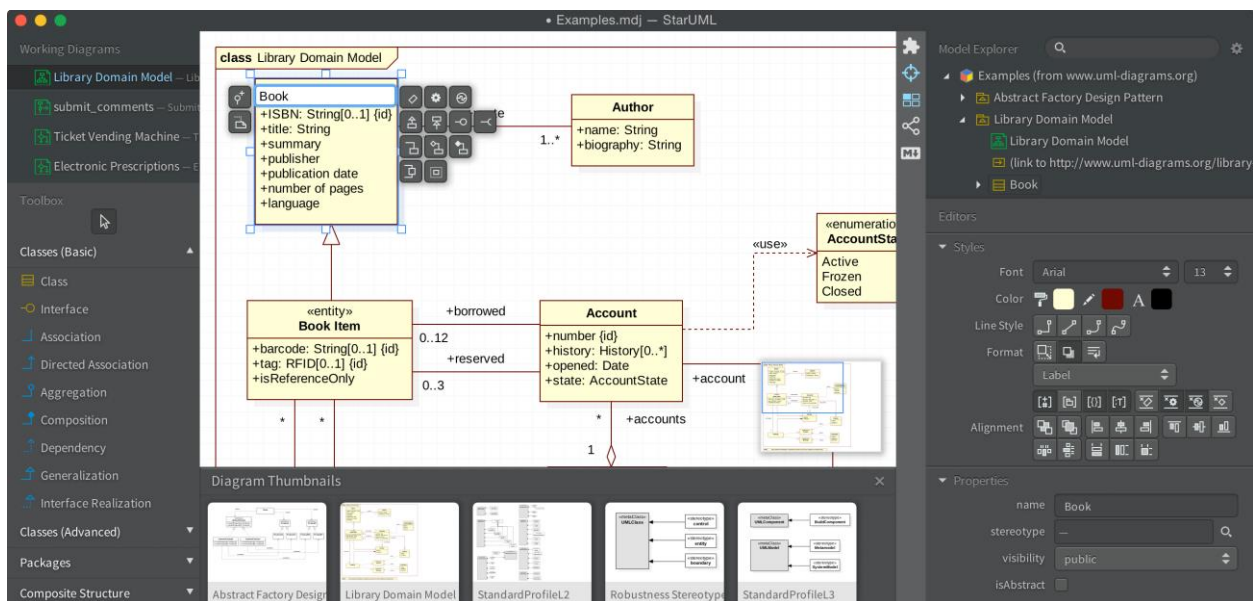 • Examples.mdj — StarUML
Working Diagrams
Library Domain Model — Lib
submit_comments — Submit
Ticket Vending Machine — T
Electronic Prescriptions — E
Toolbox
Classes (Basic)
Class
Interface
Association
Directed Association
Aggregation
Composition
Dependency
Generalization
Interface Realization
Classes (Advanced)
Packages
Composite Structure
class Library Domain Model
Book
+ISBN: String[0..1] {id}
+title: String
+summary
+publisher
+publication date
+number of pages
+language
1..*
Author
+name: String
+biography: String
«enumeratio
AccountSta
Active
Frozen
Closed
«use»
«entity»
Book Item
+barcode: String[0..1] {id}
+tag: RFID[0..1] {id}
+isReferenceOnly
+borrowed
0..12
+reserved
0..3
Account
+number {id}
+history: History[0..*]
+opened: Date
+state: AccountState
+account
* * * +accounts
1
Diagram Thumbnails
Abstract Factory Design
Library Domain Model
StandardProfileL2
Robustness Stereotype
StandardProfileL3
Model Explorer
Examples (from www.uml-diagrams.org)
Abstract Factory Design Pattern
Library Domain Model
Library Domain Model
(link to http://www.uml-diagrams.org/library-
Book
Editors
Styles
Font Arial 13
Color A
Line Style
Format
Label
Alignment
Properties
name Book
stereotype —
visibility public
isAbstract